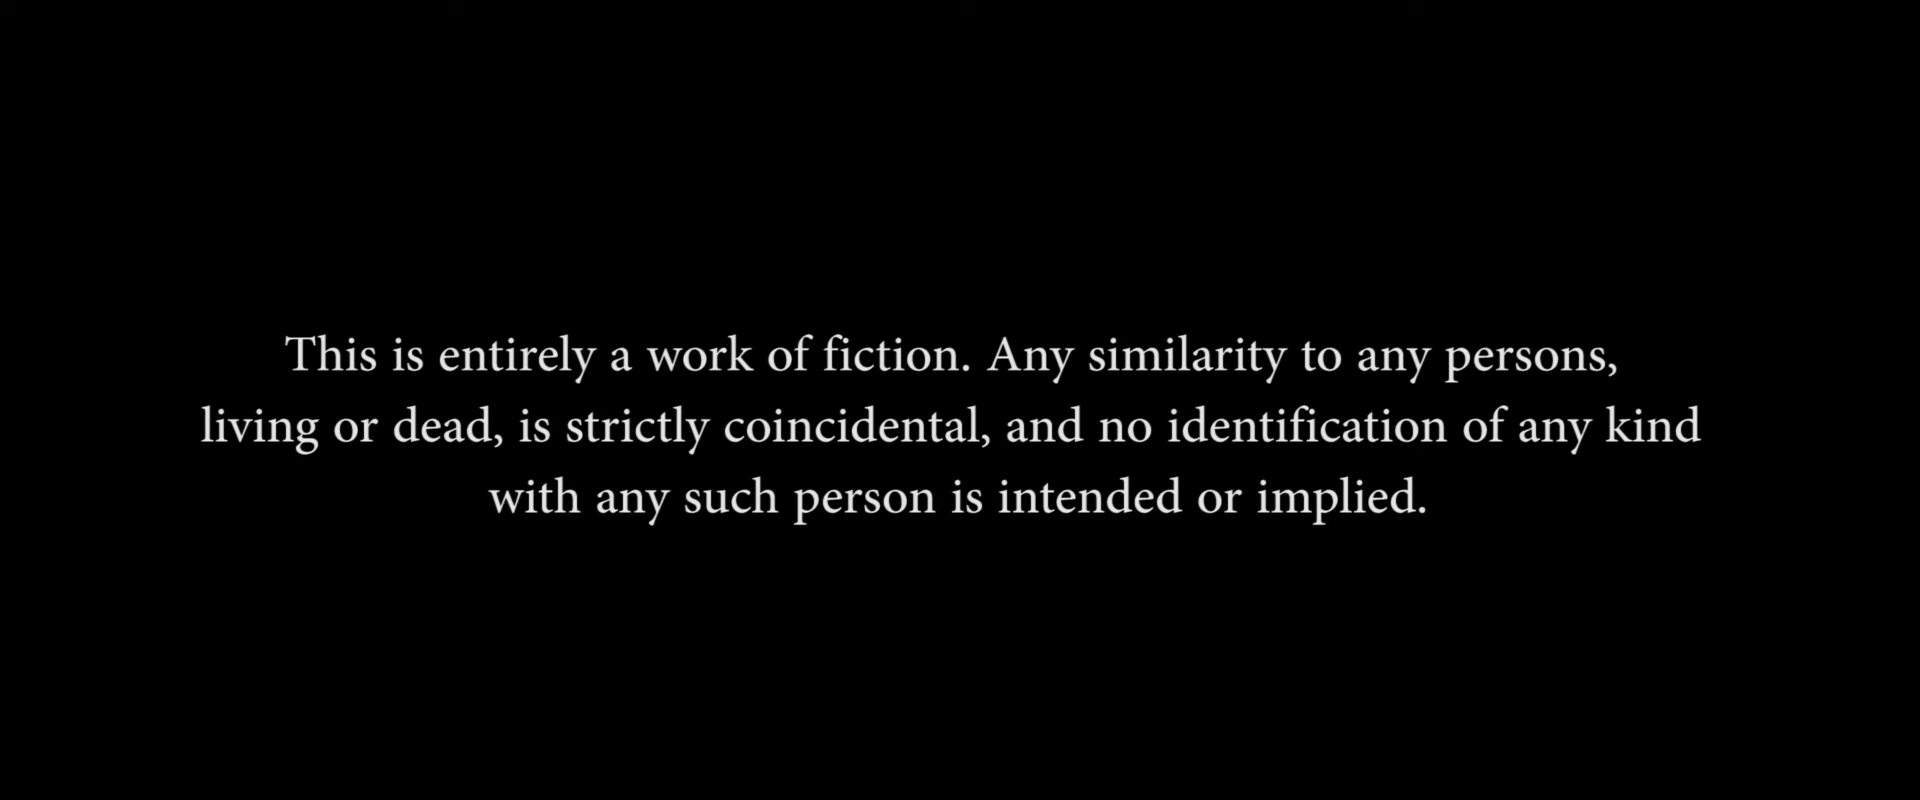 This is entirely a work of fiction. Any similarity to any persons,
living or dead, is strictly coincidental, and no identification of any kind
with any such person is intended or implied.